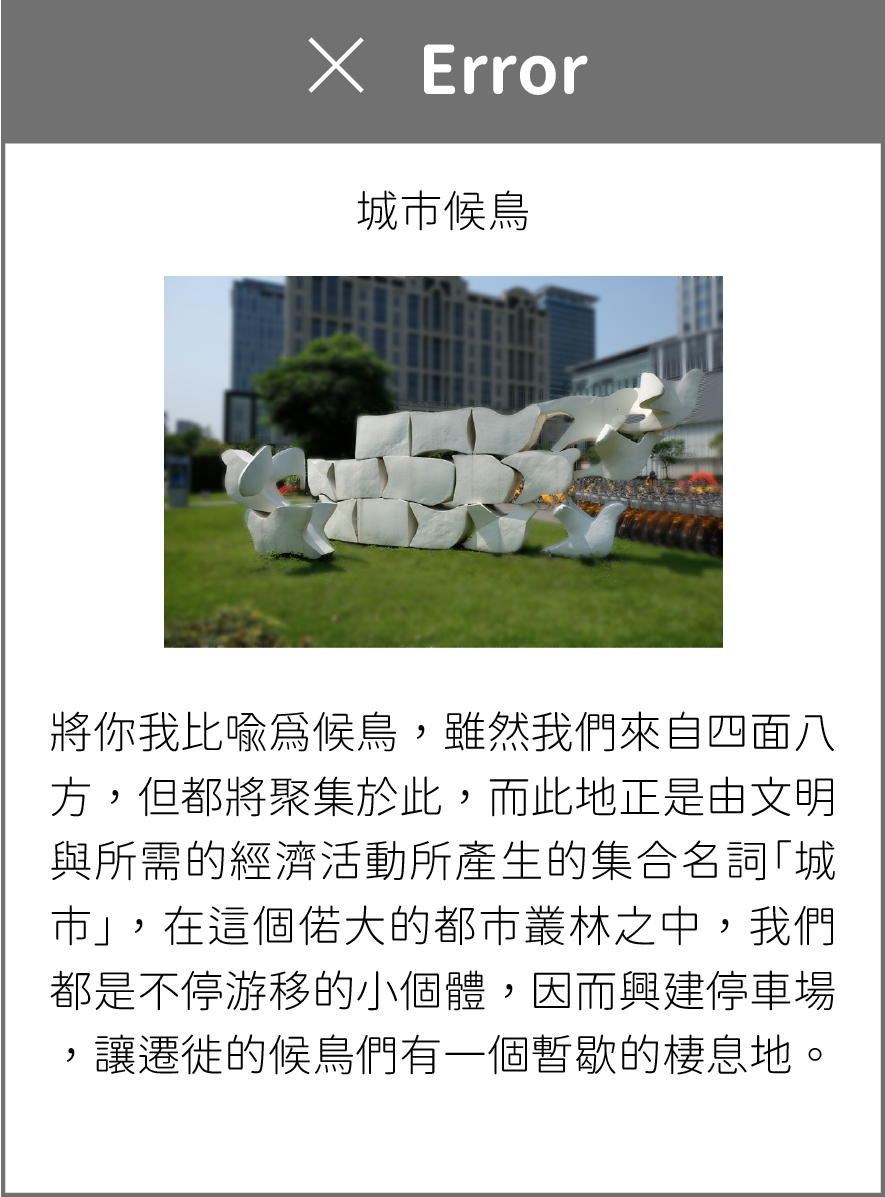 × Error
城市候鳥
將你我比喻爲候鳥，雖然我們來自四面八
方，但都將聚集於此，而此地正是由文明
與所需的經濟活動所產生的集合名詞「城
市」，在這個偌大的都市叢林之中，我們
都是不停游移的小個體，因而興建停車場
，讓遷徙的候鳥們有一個暫歇的棲息地。